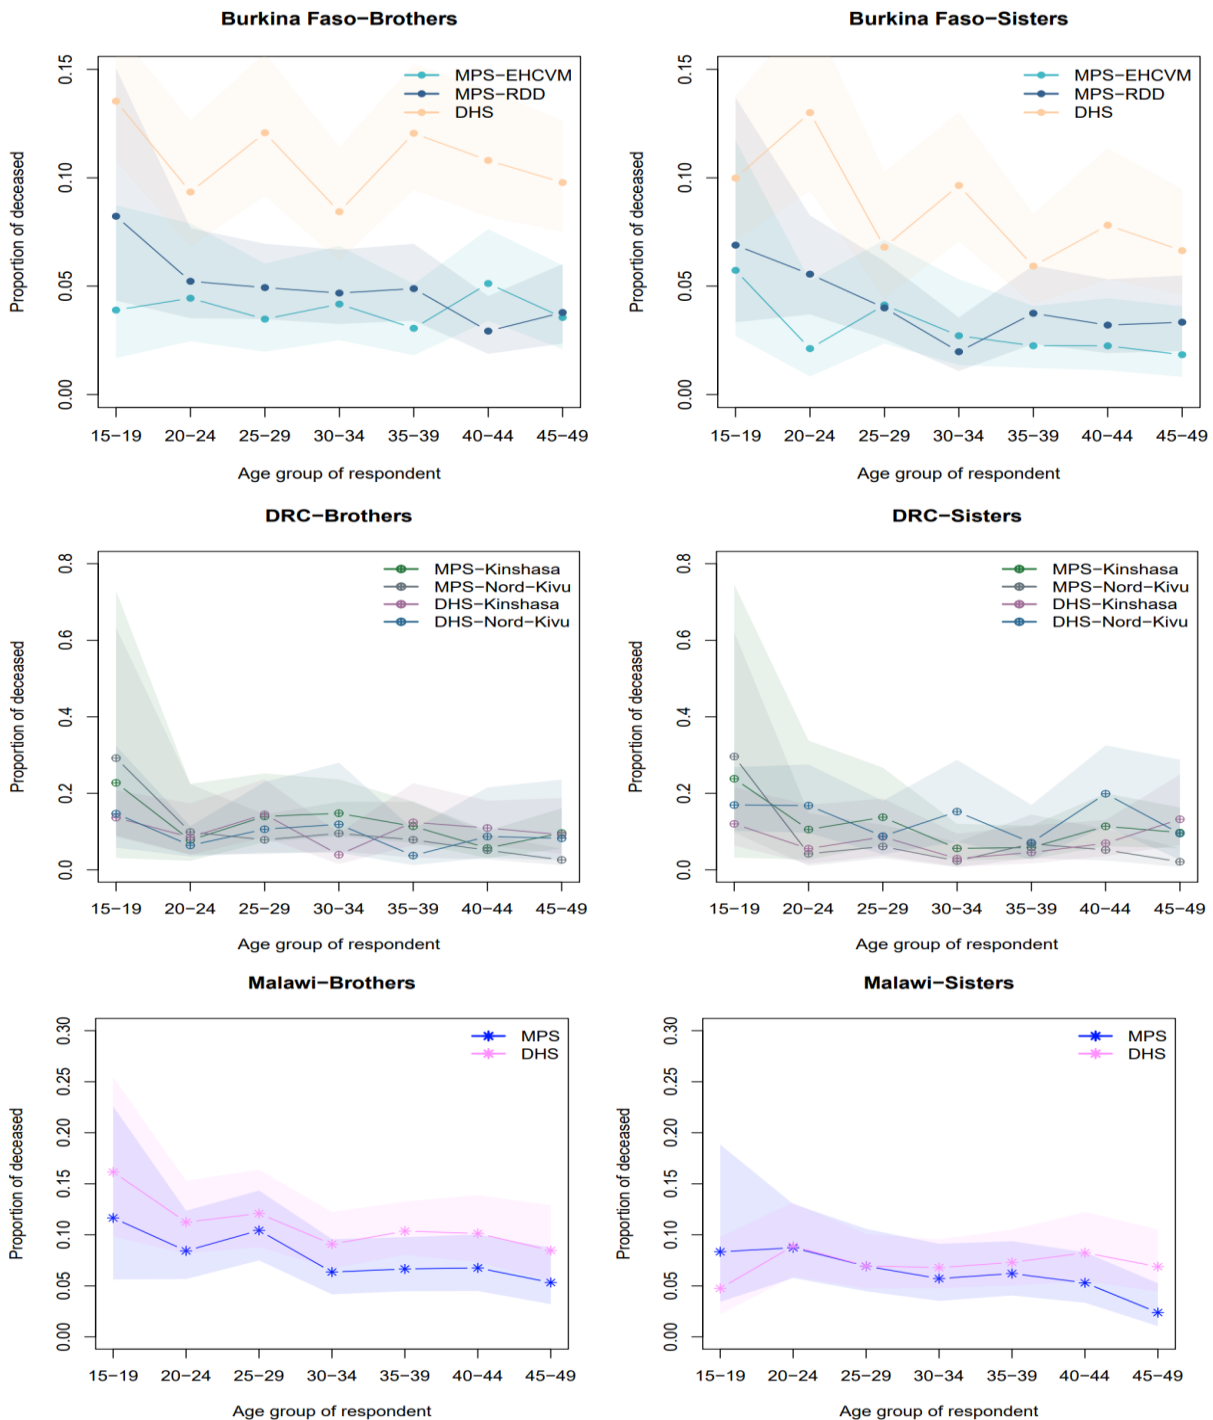 Burkina Faso−Brothers
Proportion of deceased
0.15
0.10
0.05
0.00
MPS−EHCVM
MPS−RDD
DHS
15−19 20−24 25−29 30−34 35−39 40−44 45−49
Age group of respondent
Burkina Faso−Sisters
Proportion of deceased
0.15
0.10
0.05
0.00
MPS−EHCVM
MPS−RDD
DHS
15−19 20−24 25−29 30−34 35−39 40−44 45−49
Age group of respondent
DRC−Brothers
Proportion of deceased
0.8
0.6
0.4
0.2
0.0
MPS−Kinshasa
MPS−Nord−Kivu
DHS−Kinshasa
DHS−Nord−Kivu
15−19 20−24 25−29 30−34 35−39 40−44 45−49
Age group of respondent
DRC−Sisters
Proportion of deceased
0.8
0.6
0.4
0.2
0.0
MPS−Kinshasa
MPS−Nord−Kivu
DHS−Kinshasa
DHS−Nord−Kivu
15−19 20−24 25−29 30−34 35−39 40−44 45−49
Age group of respondent
Malawi−Brothers
Proportion of deceased
0.30
0.25
0.20
0.15
0.10
0.05
0.00
MPS
DHS
15−19 20−24 25−29 30−34 35−39 40−44 45−49
Age group of respondent
Malawi−Sisters
Proportion of deceased
0.30
0.25
0.20
0.15
0.10
0.05
0.00
MPS
DHS
15−19 20−24 25−29 30−34 35−39 40−44 45−49
Age group of respondent